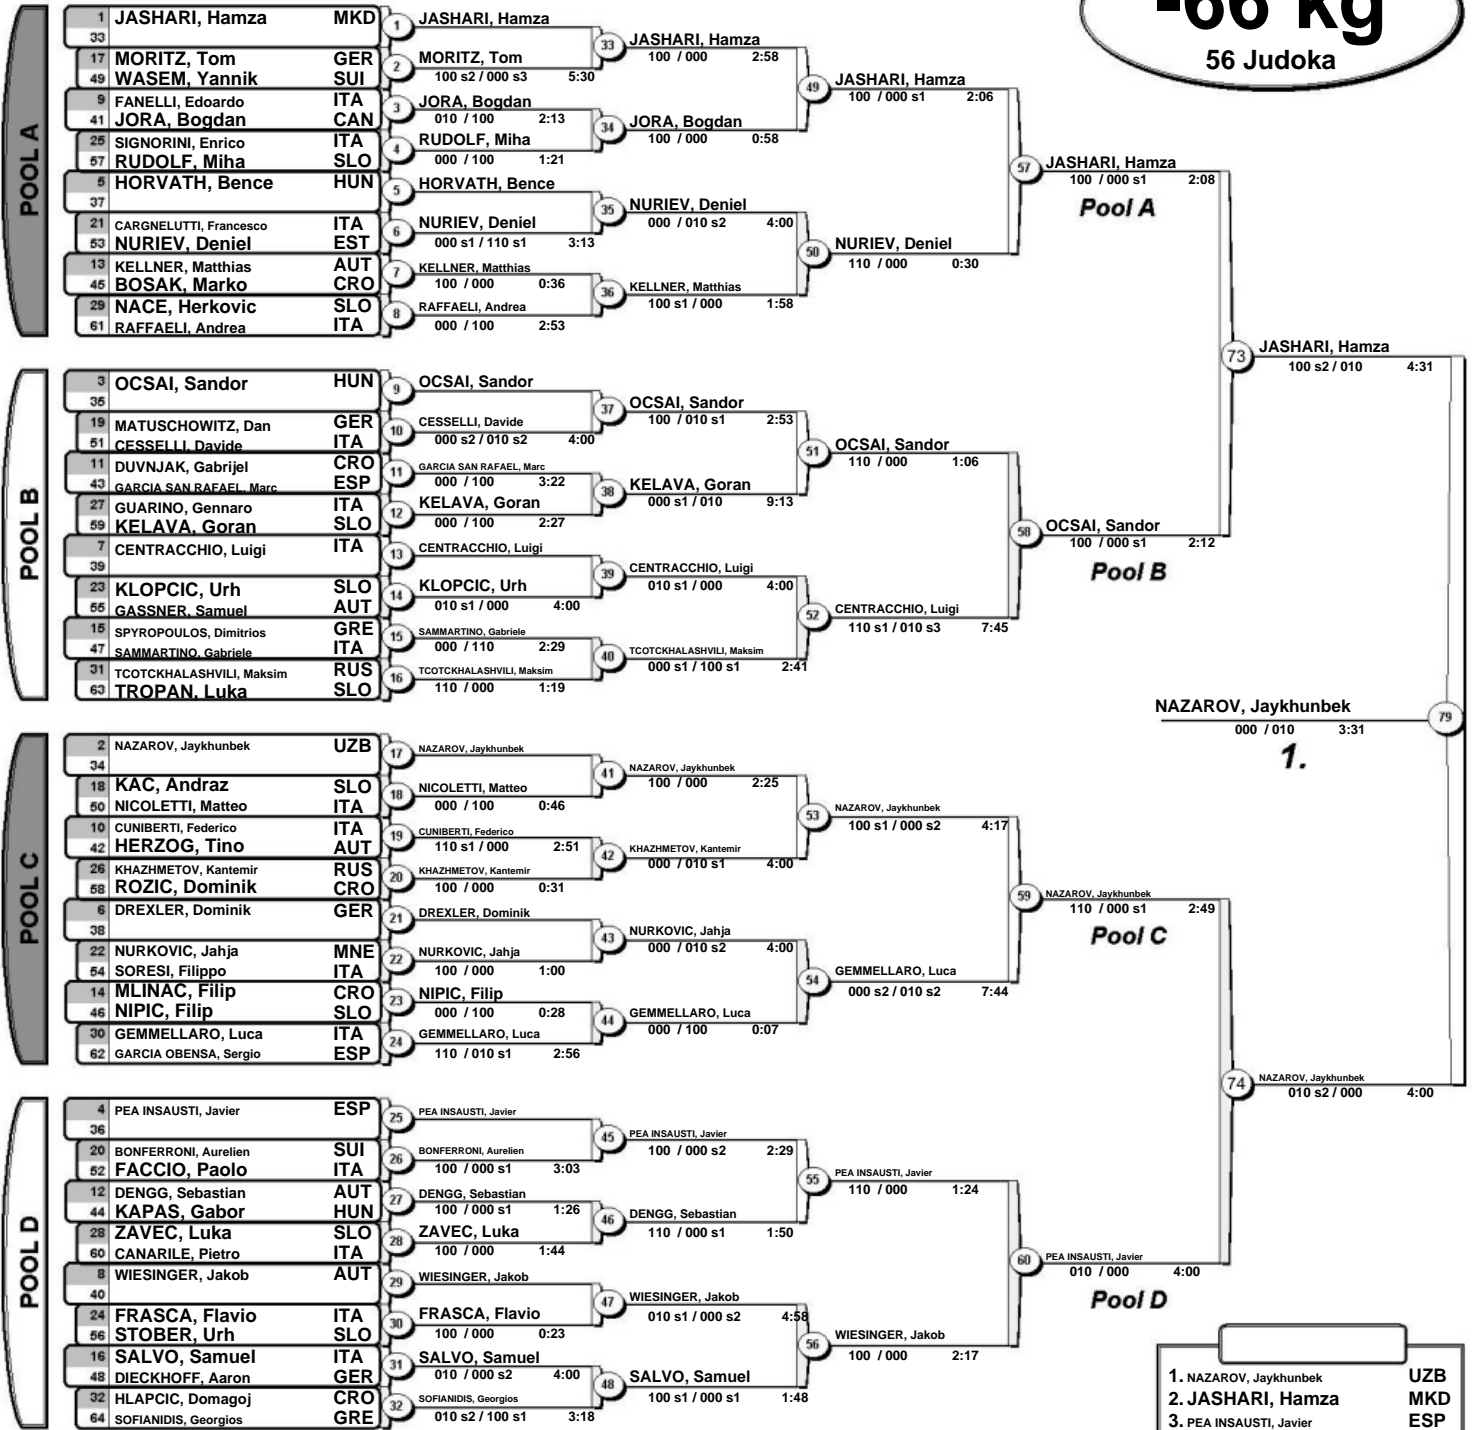 -66 kg
56 Judoka
POOL A
1 JASHARI, Hamza MKD
33
17 MORITZ, Tom GER
49 WASEM, Yannik SUI
9 FANELLI, Edoardo ITA
41 JORA, Bogdan CAN
25 SIGNORINI, Enrico ITA
57 RUDOLF, Miha SLO
5 HORVATH, Bence HUN
37
21 CARGNELUTTI, Francesco ITA
53 NURIEV, Deniel EST
13 KELLNER, Matthias AUT
45 BOSAK, Marko CRO
29 NACE, Herkovic SLO
61 RAFFAELI, Andrea ITA
1 JASHARI, Hamza
2 MORITZ, Tom
100 s2 / 000 s3 5:30
3 JORA, Bogdan
010 / 100 2:13
4 RUDOLF, Miha
000 / 100 1:21
5 HORVATH, Bence
6 NURIEV, Deniel
000 s1 / 110 s1 3:13
7 KELLNER, Matthias
100 / 000 0:36
8 RAFFAELI, Andrea
000 / 100 2:53
33 JASHARI, Hamza
100 / 000 2:58
34 JORA, Bogdan
100 / 000 0:58
35 NURIEV, Deniel
000 / 010 s2 4:00
36 KELLNER, Matthias
100 s1 / 000 1:58
49 JASHARI, Hamza
100 / 000 s1 2:06
50 NURIEV, Deniel
110 / 000 0:30
57 JASHARI, Hamza
100 / 000 s1 2:08
Pool A
POOL B
3 OCSAI, Sandor HUN
35
19 MATUSCHOWITZ, Dan GER
51 CESSELLI, Davide ITA
11 DUVNJAK, Gabrijel CRO
43 GARCIA SAN RAFAEL, Marc ESP
27 GUARINO, Gennaro ITA
59 KELAVA, Goran SLO
7 CENTRACCHIO, Luigi ITA
39
23 KLOPCIC, Urh SLO
55 GASSNER, Samuel AUT
15 SPYROPOULOS, Dimitrios GRE
47 SAMMARTINO, Gabriele ITA
31 TCOTCKHALASHVILI, Maksim RUS
63 TROPAN, Luka SLO
9 OCSAI, Sandor
10 CESSELLI, Davide
000 s2 / 010 s2 4:00
11 GARCIA SAN RAFAEL, Marc
000 / 100 3:22
12 KELAVA, Goran
000 / 100 2:27
13 CENTRACCHIO, Luigi
14 KLOPCIC, Urh
010 s1 / 000 4:00
15 SAMMARTINO, Gabriele
000 / 110 2:29
16 TCOTCKHALASHVILI, Maksim
110 / 000 1:19
37 OCSAI, Sandor
100 / 010 s1 2:53
38 KELAVA, Goran
000 s1 / 010 9:13
39 CENTRACCHIO, Luigi
010 s1 / 000 4:00
40 TCOTCKHALASHVILI, Maksim
000 s1 / 100 s1 2:41
51 OCSAI, Sandor
110 / 000 1:06
52 CENTRACCHIO, Luigi
110 s1 / 010 s3 7:45
58 OCSAI, Sandor
100 / 000 s1 2:12
Pool B
73 JASHARI, Hamza
100 s2 / 010 4:31
POOL C
2 NAZAROV, Jaykhunbek UZB
34
18 KAC, Andraz SLO
50 NICOLETTI, Matteo ITA
10 CUNIBERTI, Federico ITA
42 HERZOG, Tino AUT
26 KHAZHMETOV, Kantemir RUS
58 ROZIC, Dominik CRO
6 DREXLER, Dominik GER
38
22 NURKOVIC, Jahja MNE
54 SORESI, Filippo ITA
14 MLINAC, Filip CRO
46 NIPIC, Filip SLO
30 GEMMELLARO, Luca ITA
62 GARCIA OBENSA, Sergio ESP
17 NAZAROV, Jaykhunbek
18 NICOLETTI, Matteo
000 / 100 0:46
19 CUNIBERTI, Federico
110 s1 / 000 2:51
20 KHAZHMETOV, Kantemir
100 / 000 0:31
21 DREXLER, Dominik
22 NURKOVIC, Jahja
100 / 000 1:00
23 NIPIC, Filip
000 / 100 0:28
24 GEMMELLARO, Luca
110 / 010 s1 2:56
41 NAZAROV, Jaykhunbek
100 / 000 2:25
42 KHAZHMETOV, Kantemir
000 / 010 s1 4:00
43 NURKOVIC, Jahja
000 / 010 s2 4:00
44 GEMMELLARO, Luca
000 / 100 0:07
53 NAZAROV, Jaykhunbek
100 s1 / 000 s2 4:17
54 GEMMELLARO, Luca
000 s2 / 010 s2 7:44
59 NAZAROV, Jaykhunbek
110 / 000 s1 2:49
Pool C
POOL D
4 PEA INSAUSTI, Javier ESP
36
20 BONFERRONI, Aurelien SUI
52 FACCIO, Paolo ITA
12 DENGG, Sebastian AUT
44 KAPAS, Gabor HUN
28 ZAVEC, Luka SLO
60 CANARILE, Pietro ITA
8 WIESINGER, Jakob AUT
40
24 FRASCA, Flavio ITA
56 STOBER, Urh SLO
16 SALVO, Samuel ITA
48 DIECKHOFF, Aaron GER
32 HLAPCIC, Domagoj CRO
64 SOFIANIDIS, Georgios GRE
25 PEA INSAUSTI, Javier
26 BONFERRONI, Aurelien
100 / 000 s1 3:03
27 DENGG, Sebastian
100 / 000 s1 1:26
28 ZAVEC, Luka
100 / 000 1:44
29 WIESINGER, Jakob
30 FRASCA, Flavio
100 / 000 0:23
31 SALVO, Samuel
010 / 000 s2 4:00
32 SOFIANIDIS, Georgios
010 s2 / 100 s1 3:18
45 PEA INSAUSTI, Javier
100 / 000 s2 2:29
46 DENGG, Sebastian
110 / 000 s1 1:50
47 WIESINGER, Jakob
010 s1 / 000 s2 4:58
48 SALVO, Samuel
100 s1 / 000 s1 1:48
55 PEA INSAUSTI, Javier
110 / 000 1:24
56 WIESINGER, Jakob
100 / 000 2:17
60 PEA INSAUSTI, Javier
010 / 000 4:00
Pool D
74 NAZAROV, Jaykhunbek
010 s2 / 000 4:00
NAZAROV, Jaykhunbek 79
000 / 010 3:31
1.
1. NAZAROV, Jaykhunbek UZB
2. JASHARI, Hamza MKD
3. PEA INSAUSTI, Javier ESP